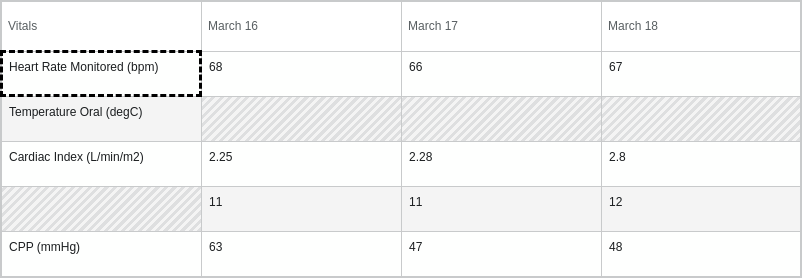 Vitals March 16 March 17 March 18
Heart Rate Monitored (bpm) 68 66 67
Temperature Oral (degC)
Cardiac Index (L/min/m2) 2.25 2.28 2.8
11 11 12
CPP (mmHg) 63 47 48